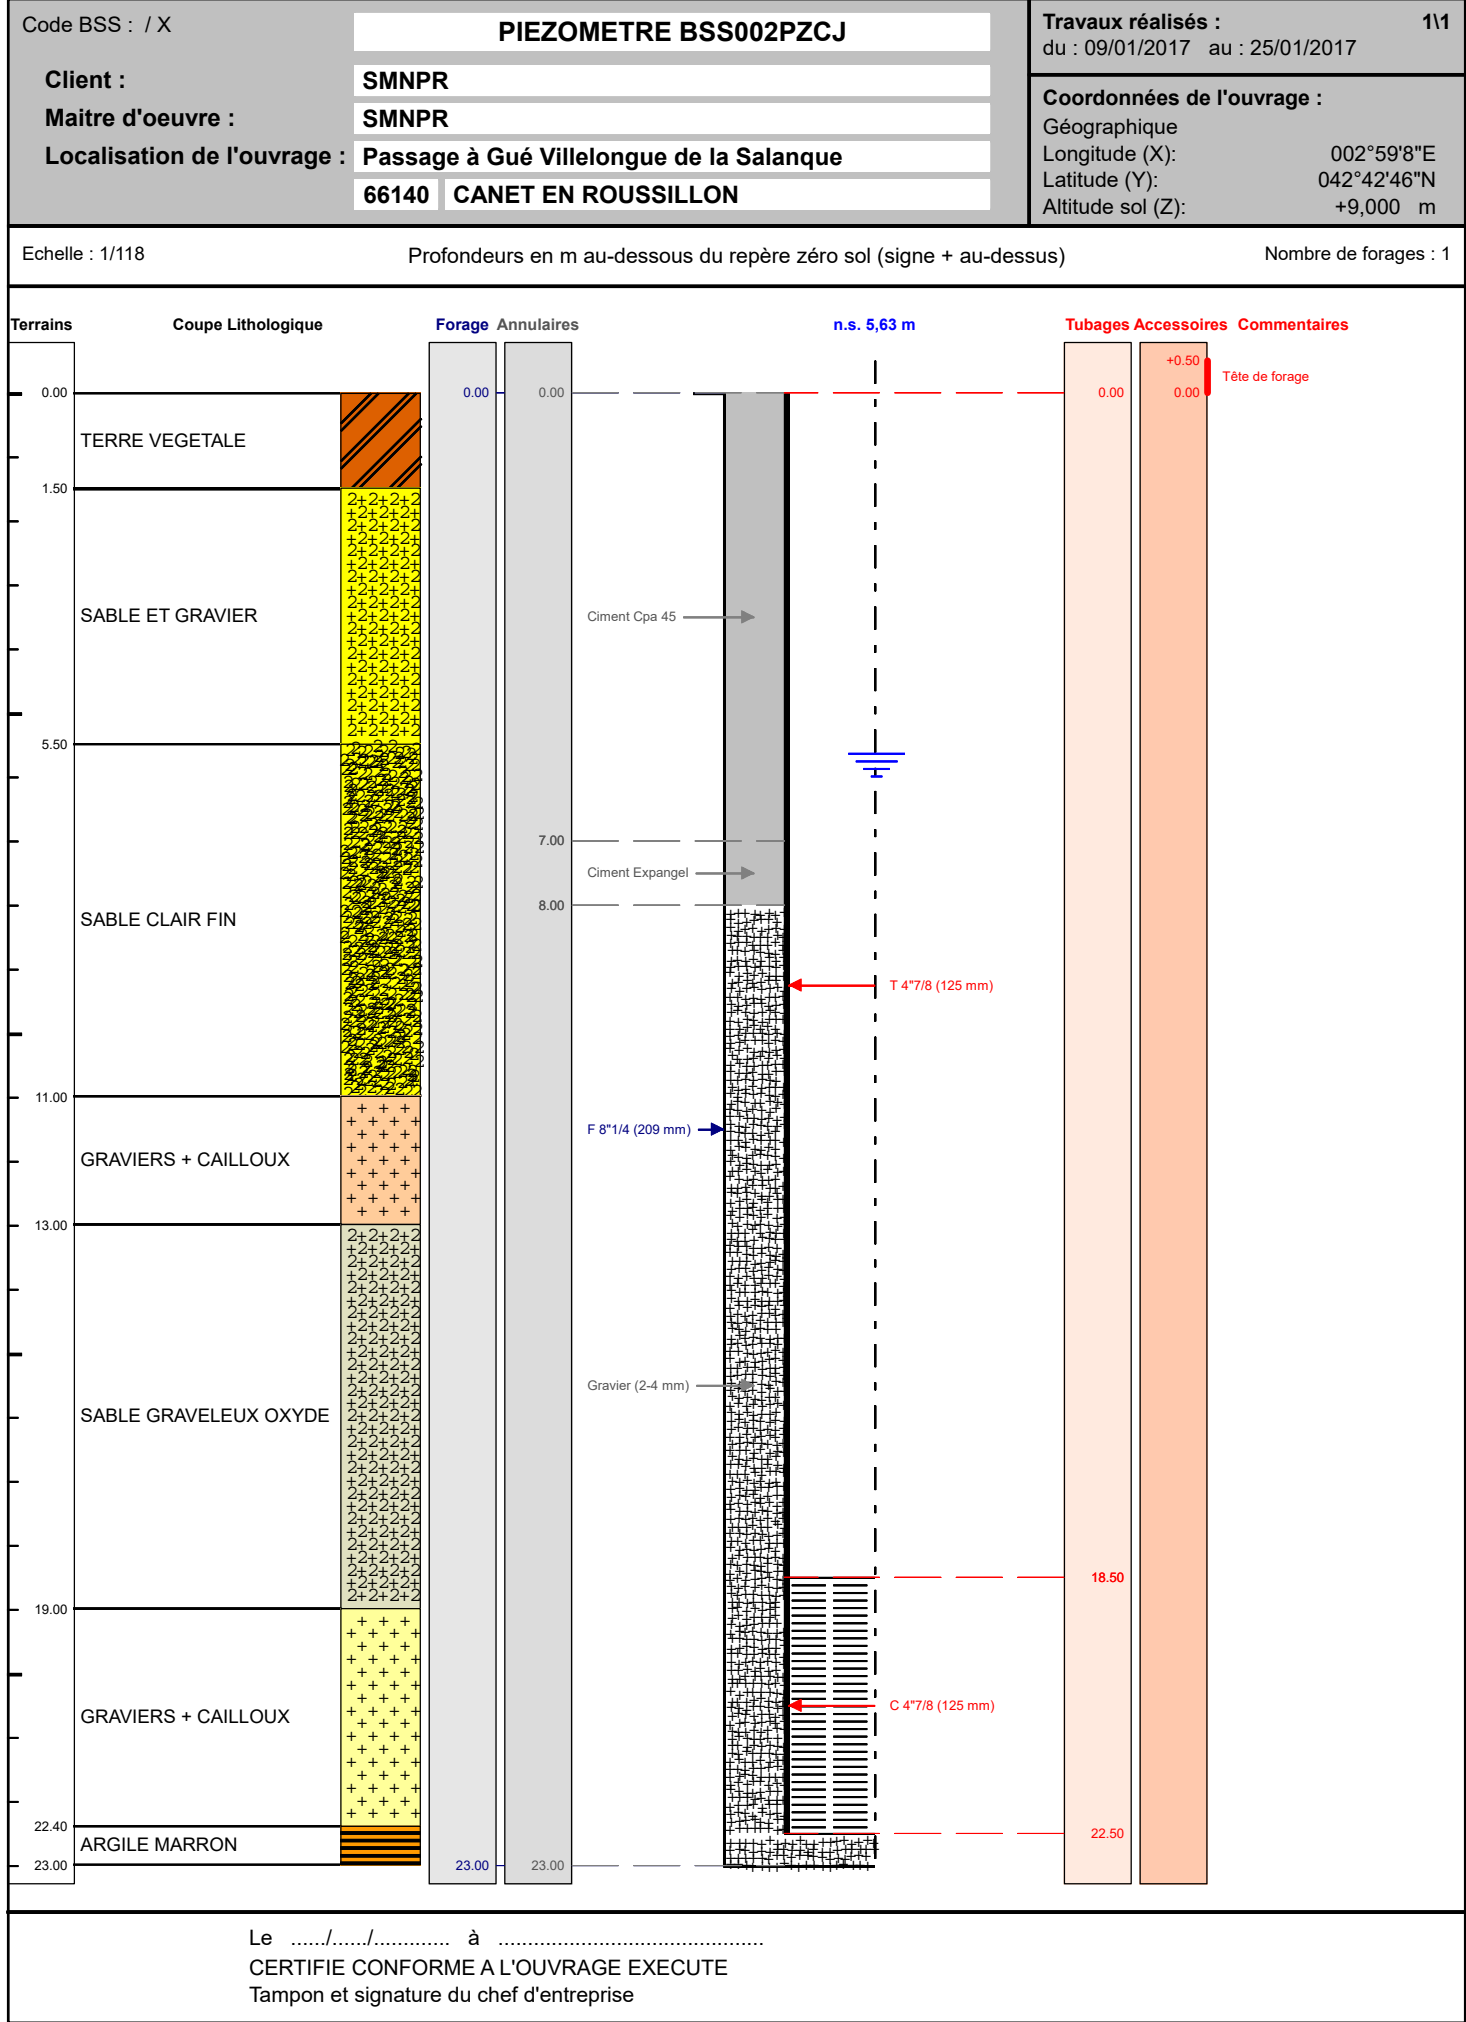 Code BSS : / X
PIEZOMETRE BSS002PZCJ
Travaux réalisés : 1\1
du : 09/01/2017 au : 25/01/2017
Client : SMNPR
Maitre d'oeuvre : SMNPR
Localisation de l'ouvrage : Passage à Gué Villelongue de la Salanque
66140 CANET EN ROUSSILLON
Coordonnées de l'ouvrage :
Géographique
Longitude (X): 002°59'8"E
Latitude (Y): 042°42'46"N
Altitude sol (Z): +9,000 m
Echelle : 1/118 Profondeurs en m au-dessous du repère zéro sol (signe + au-dessus) Nombre de forages : 1
Terrains Coupe Lithologique Forage Annulaires n.s. 5,63 m Tubages Accessoires Commentaires
+0.50
Tête de forage
0.00 0.00 0.00 0.00 0.00
TERRE VEGETALE
1.50
SABLE ET GRAVIER Ciment Cpa 45
5.50
7.00
Ciment Expangel
8.00
SABLE CLAIR FIN
T 4"7/8 (125 mm)
11.00
F 8"1/4 (209 mm)
GRAVIERS + CAILLOUX
13.00
Gravier (2-4 mm)
SABLE GRAVELEUX OXYDE
18.50
19.00
C 4"7/8 (125 mm)
GRAVIERS + CAILLOUX
22.40 22.50
ARGILE MARRON
23.00 23.00 23.00
Le ....../....../............. à .............................................
CERTIFIE CONFORME A L'OUVRAGE EXECUTE
Tampon et signature du chef d'entreprise